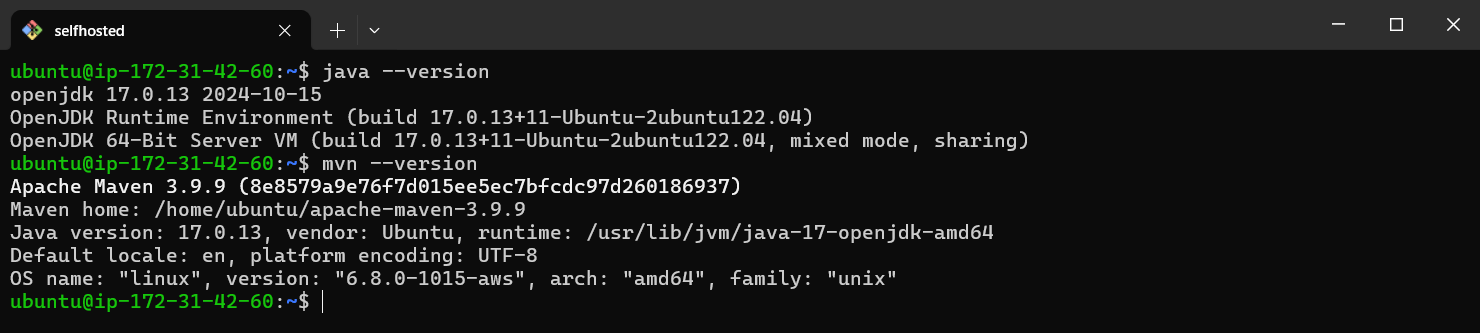 selfhosted
ubuntu@ip-172-31-42-60:~$ java --version
openjdk 17.0.13 2024-10-15
OpenJDK Runtime Environment (build 17.0.13+11-Ubuntu-2ubuntu122.04)
OpenJDK 64-Bit Server VM (build 17.0.13+11-Ubuntu-2ubuntu122.04, mixed mode, sharing)
ubuntu@ip-172-31-42-60:~$ mvn --version
Apache Maven 3.9.9 (8e8579a9e76f7d015ee5ec7bfcdc97d260186937)
Maven home: /home/ubuntu/apache-maven-3.9.9
Java version: 17.0.13, vendor: Ubuntu, runtime: /usr/lib/jvm/java-17-openjdk-amd64
Default locale: en, platform encoding: UTF-8
OS name: "linux", version: "6.8.0-1015-aws", arch: "amd64", family: "unix"
ubuntu@ip-172-31-42-60:~$